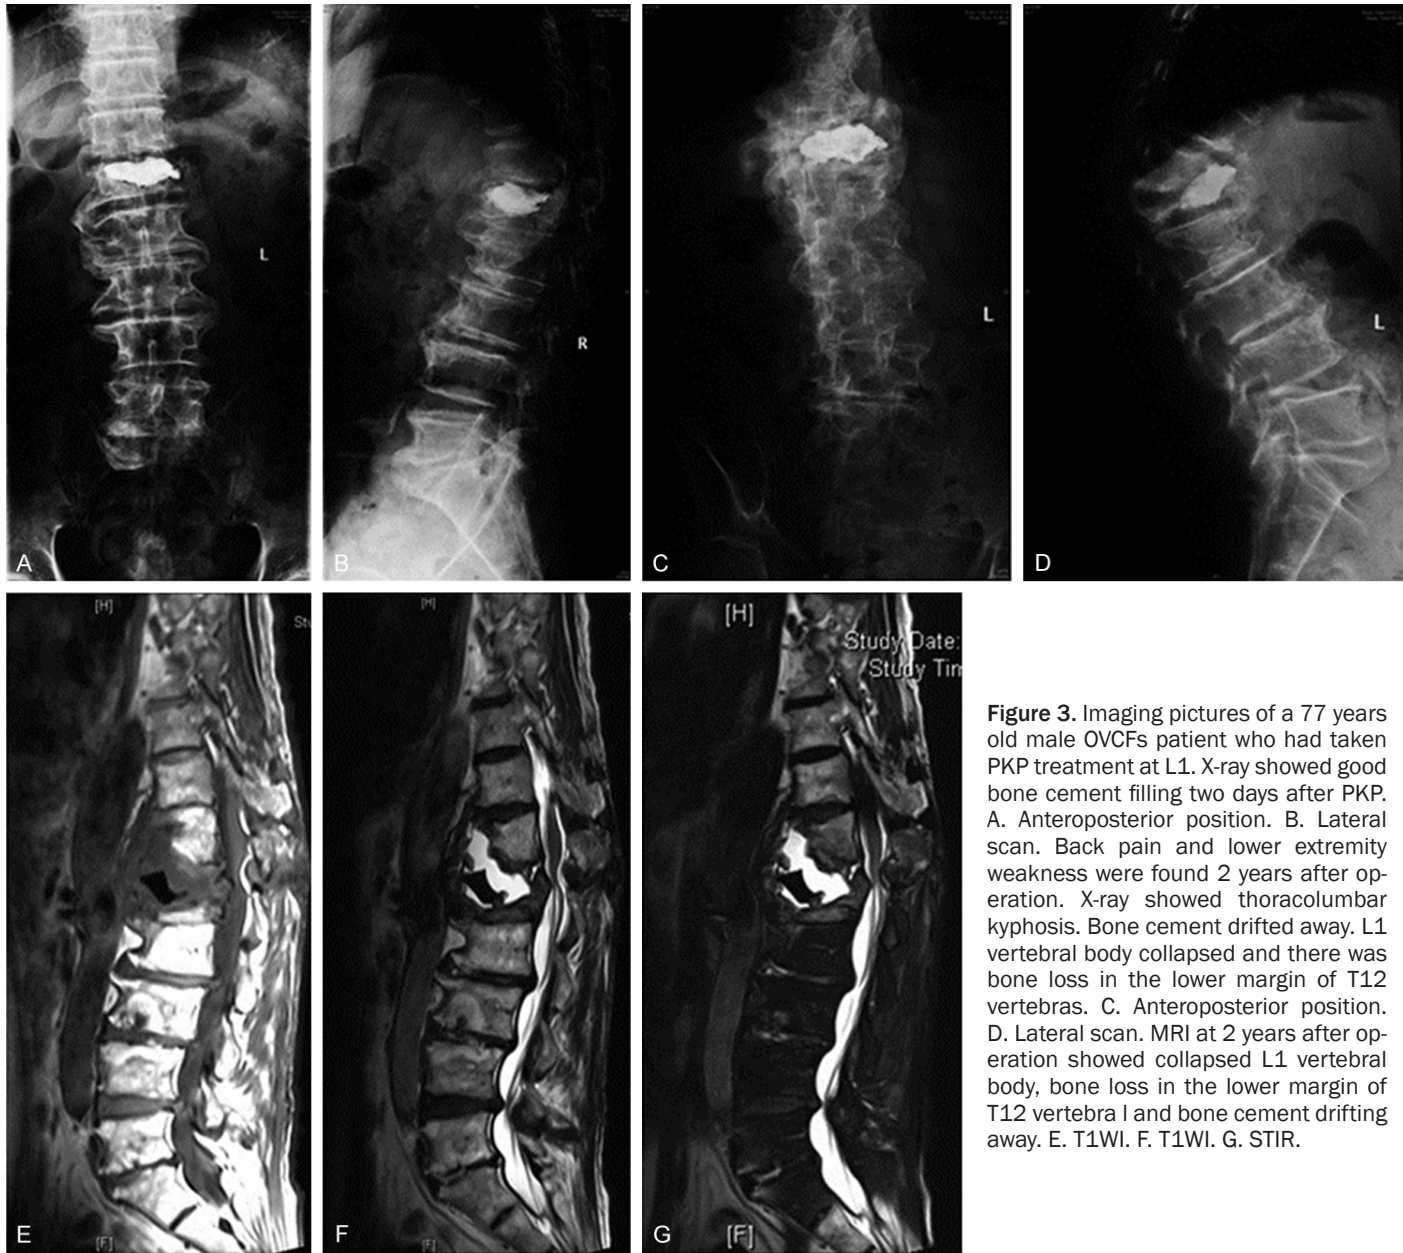 L
A
R
B
L
C
L
D
[H]
Stu
E
[F]
[H]
F
[F]
[H]
Study Date:
Study Tim
G
[F]
Figure 3. Imaging pictures of a 77 years
old male OVCFs patient who had taken
PKP treatment at L1. X-ray showed good
bone cement filling two days after PKP.
A. Anteroposterior position. B. Lateral
scan. Back pain and lower extremity
weakness were found 2 years after op-
eration. X-ray showed thoracolumbar
kyphosis. Bone cement drifted away. L1
vertebral body collapsed and there was
bone loss in the lower margin of T12
vertebras. C. Anteroposterior position.
D. Lateral scan. MRI at 2 years after op-
eration showed collapsed L1 vertebral
body, bone loss in the lower margin of
T12 vertebra l and bone cement drifting
away. E. T1WI. F. T1WI. G. STIR.